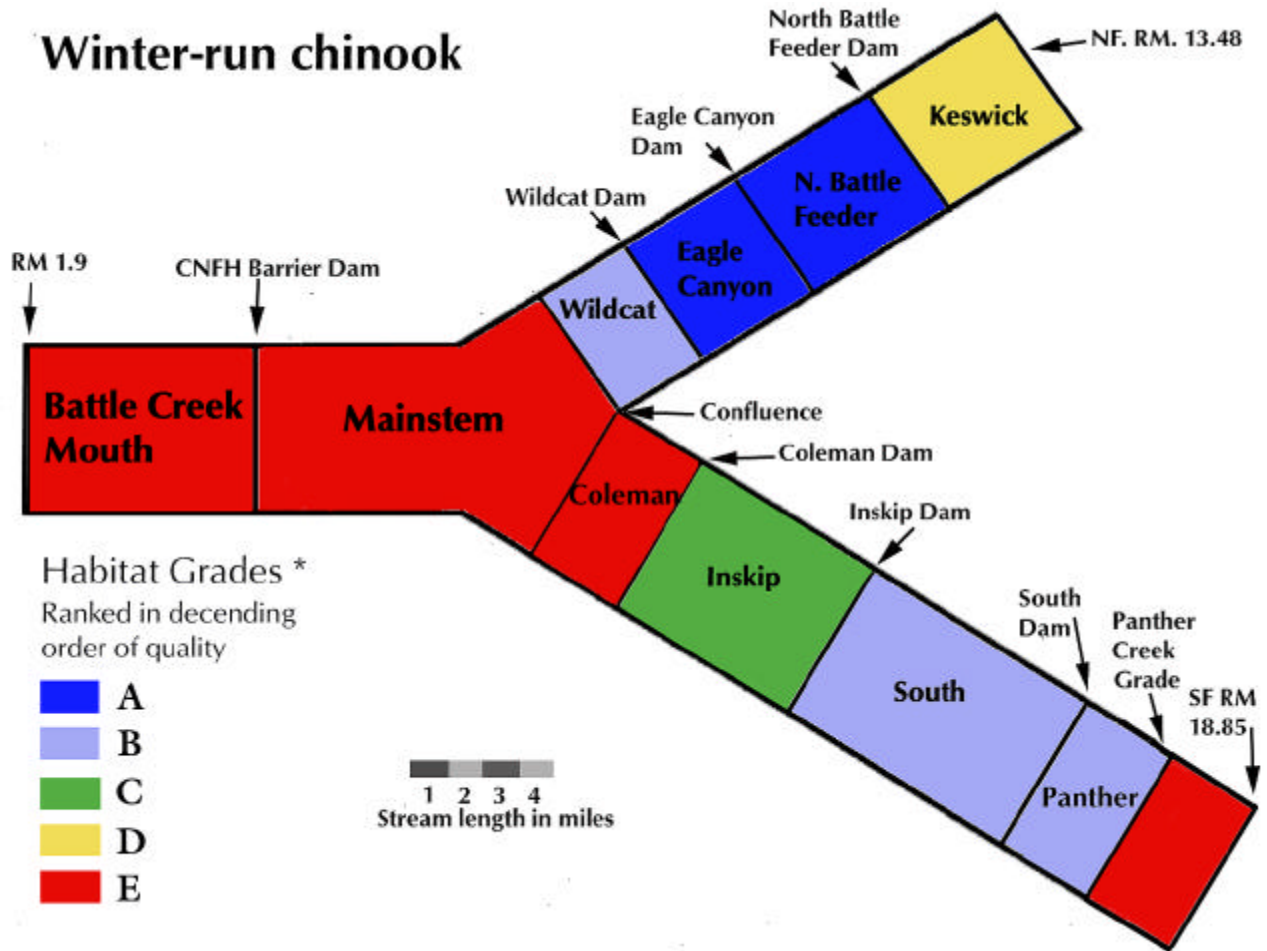 Winter-run chinook
North Battle
Feeder Dam
NF. RM. 13.48
Keswick
Eagle Canyon
Dam
N. Battle
Feeder
Wildcat Dam
Eagle
Canyon
RM 1.9
CNFH Barrier Dam
Wildcat
Battle Creek
Mouth
Mainstem
Confluence
Coleman Dam
Coleman
Inskip Dam
Inskip
South
Dam
Panther
Creek
Grade
SF RM
18.85
South
Panther
Habitat Grades *
Ranked in decending
order of quality
A
B
C
D
E
1 2 3 4
Stream length in miles